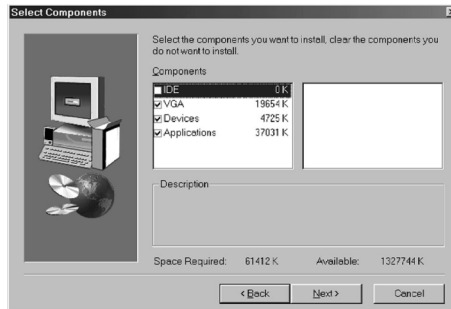 Select Components
Select the components you want to install, clear the components you
do not want to install.
Components
IDE 0 K
VGA 19654 K
Devices 4725 K
Applications 37031 K
Description
Space Required: 61412 K Available: 1327744 K
< Back Next > Cancel